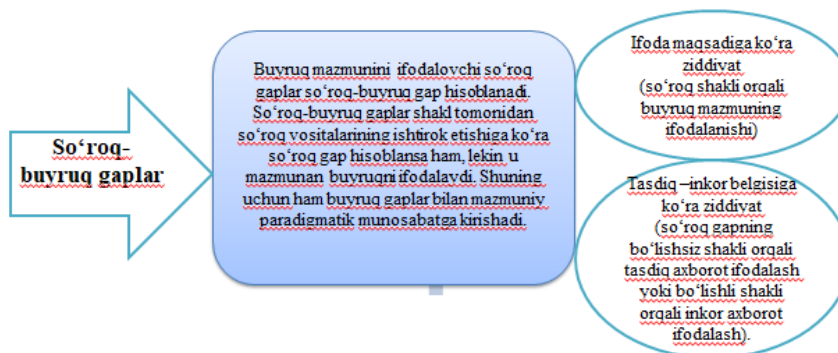 So‘roq-
buyruq gaplar
Buyruq mazmunini ifodalovchi so‘roq
gaplar so‘roq-buyruq gap hisoblanadi.
So‘roq-buyruq gaplar shakl tomonidan
so‘roq vositalarining ishtirok etishiga ko‘ra
so‘roq gap hisoblansa ham, lekin u
mazmunan buyruqni ifodalaydi. Shuning
uchun ham buyruq gaplar bilan mazmuniy
paradigmatik munosabatga kirishadi.
Ifoda maqsadiga ko‘ra
ziddiyat
(so‘roq shakli orqali
buyruq mazmuning
ifodalanishi)
Tasdiq –inkor belgisiga
ko‘ra ziddiyat
(so‘roq gapning
bo‘lishsiz shakli orqali
tasdiq axborot ifodalash
yoki bo‘lishli shakli
orqali inkor axborot
ifodalash).